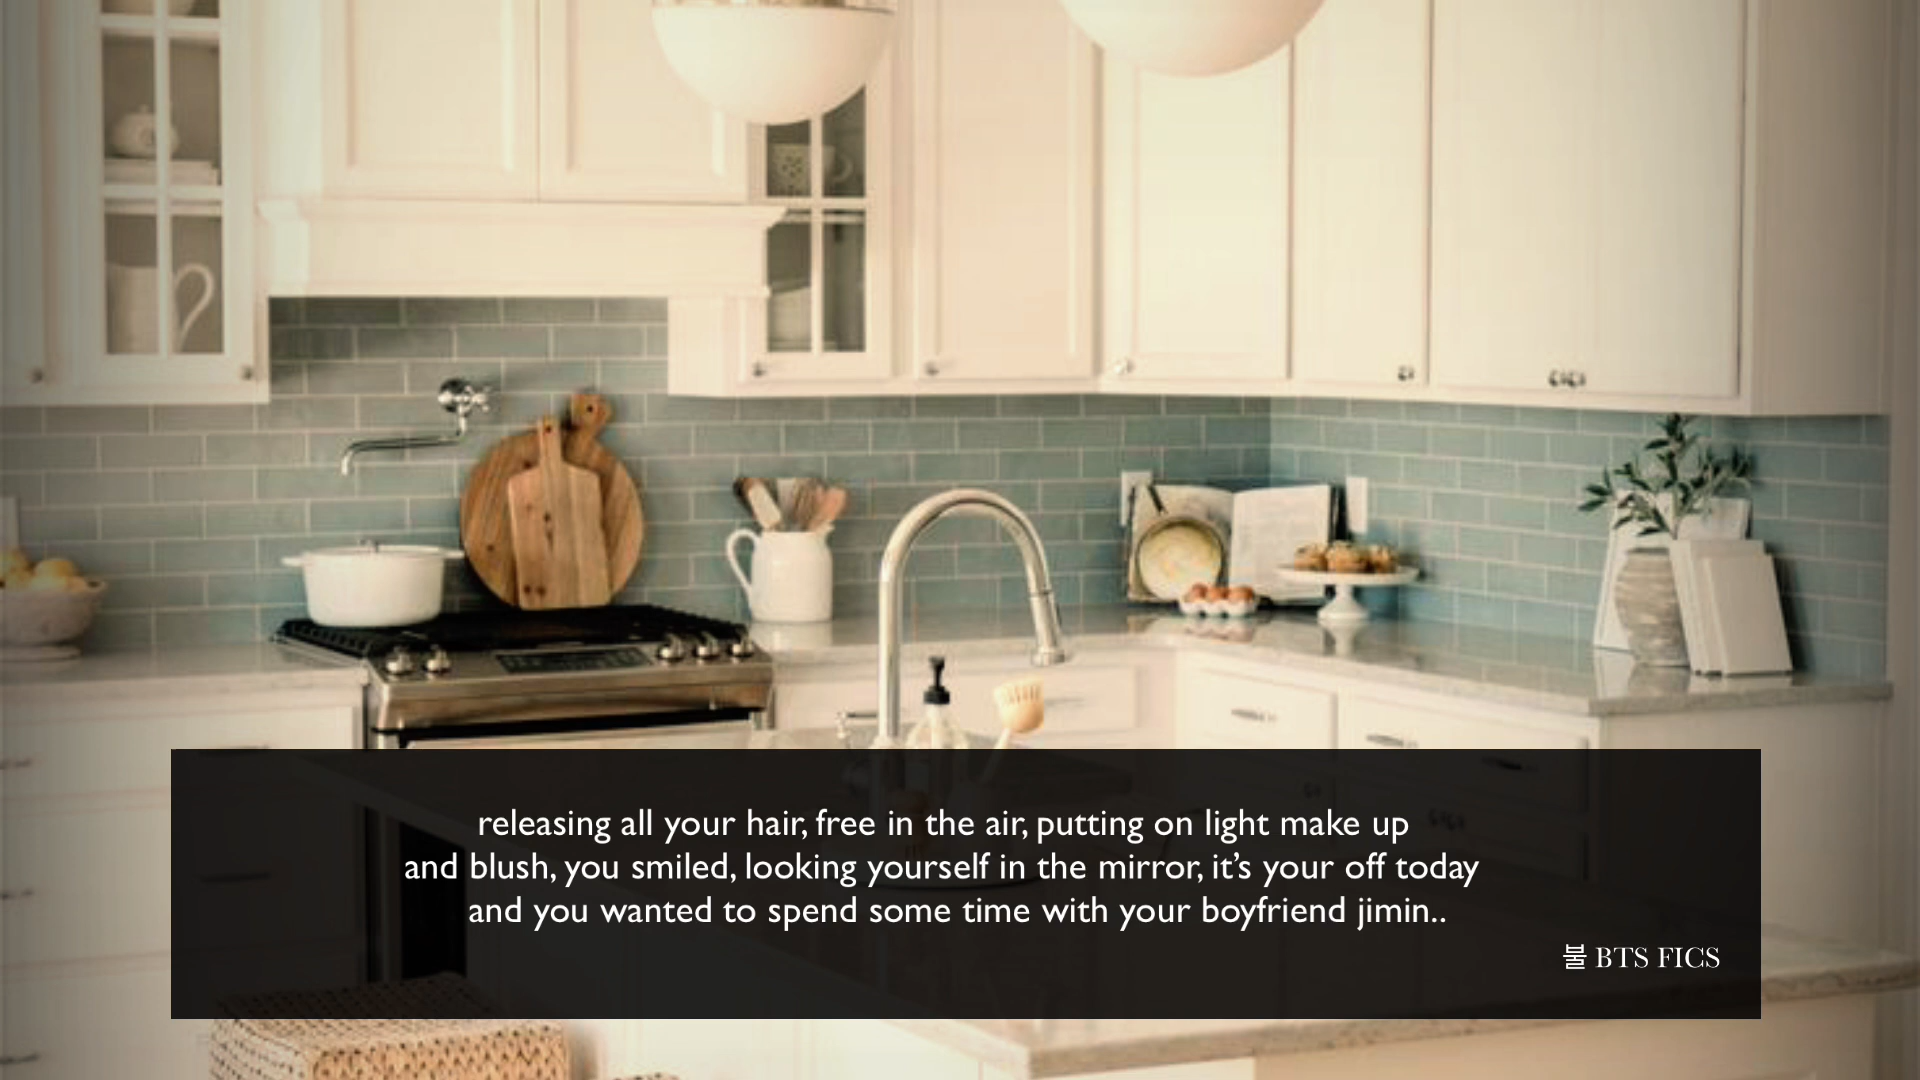 releasing all your hair, free in the air, putting on light make up
and blush, you smiled, looking yourself in the mirror, it’s your off today
and you wanted to spend some time with your boyfriend jimin..
불 BTS FICS